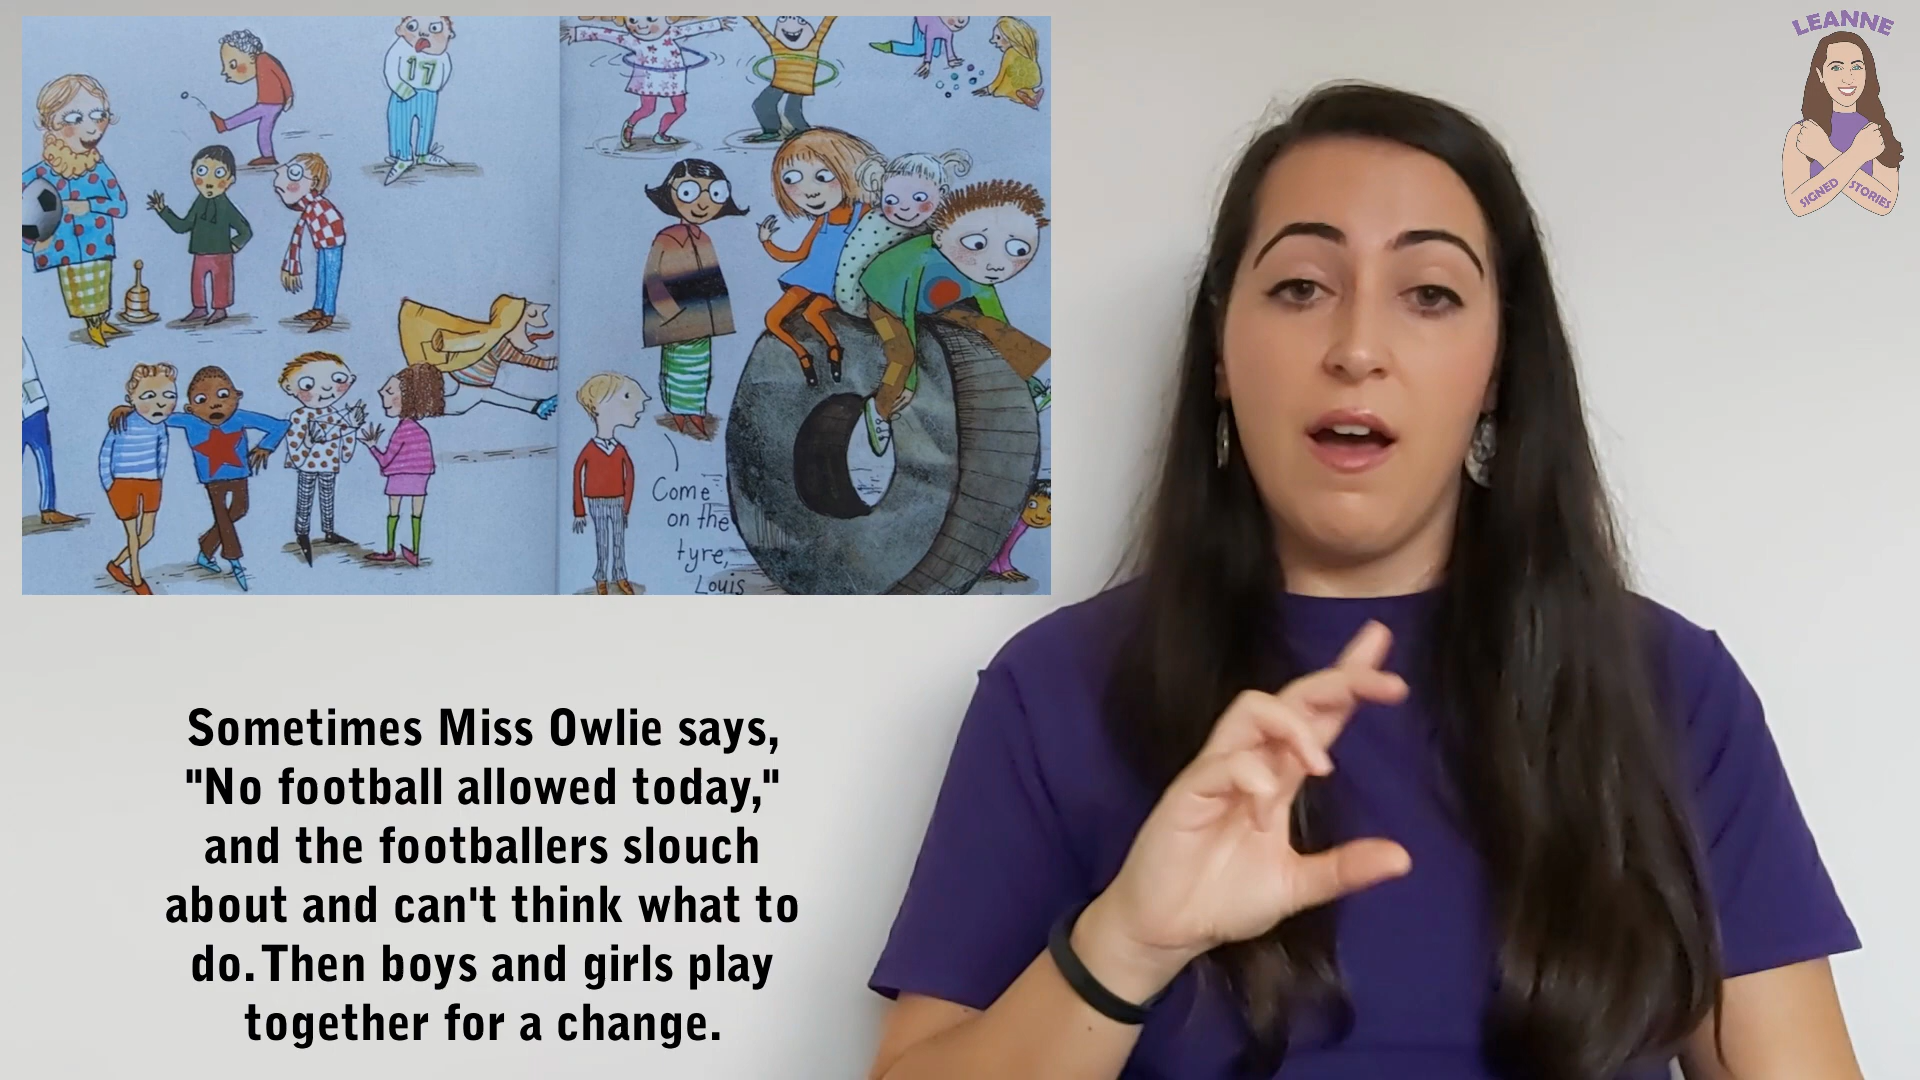 LEANNE
SIGNED STORIES
17
Come
on the
tyre,
Louis
Sometimes Miss Owlie says,
"No football allowed today,"
and the footballers slouch
about and can't think what to
do. Then boys and girls play
together for a change.